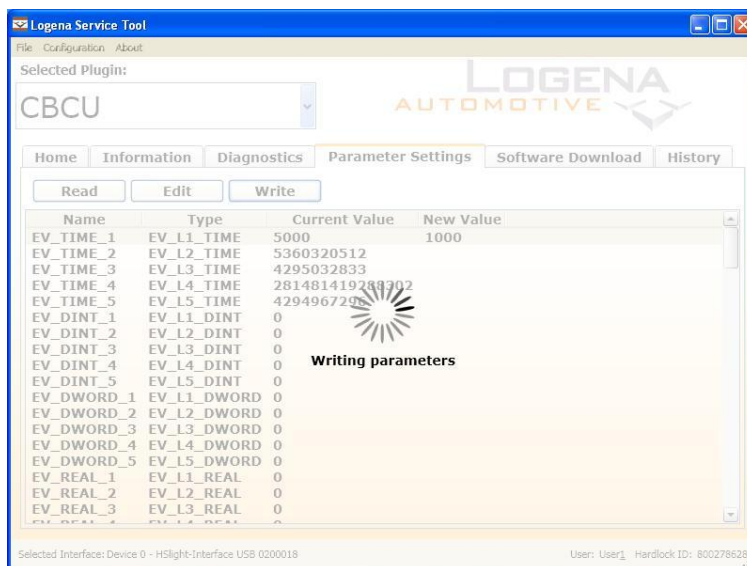 Logena Service Tool
File Configuration About
Selected Plugin:
LOGENA
AUTOMOTIVE
CBCU
Home Information Diagnostics Parameter Settings Software Download History
Read Edit Write
Name Type Current Value New Value
EV_TIME_1 EV_L1_TIME 5000 1000
EV_TIME_2 EV_L2_TIME 5360320512
EV_TIME_3 EV_L3_TIME 4295032833
EV_TIME_4 EV_L4_TIME
EV_TIME_5 EV_L5_TIME
EV_DINT_1 EV_L1_DINT 0
EV_DINT_2 EV_L2_DINT 0
EV_DINT_3 EV_L3_DINT 0
EV_DINT_4 EV_L4_DINT 0
EV_DINT_5 EV_L5_DINT 0
EV_DWORD_1 EV_L1_DWORD 0
EV_DWORD_2 EV_L2_DWORD 0
EV_DWORD_3 EV_L3_DWORD 0
EV_DWORD_4 EV_L4_DWORD 0
EV_DWORD_5 EV_L5_DWORD 0
EV_REAL_1 EV_L1_REAL 0
EV_REAL_2 EV_L2_REAL 0
EV_REAL_3 EV_L3_REAL 0
Writing parameters
Selected Interface: Device 0 - HSlight-Interface USB 0200018
User: User1 Hardlock ID: 800278628